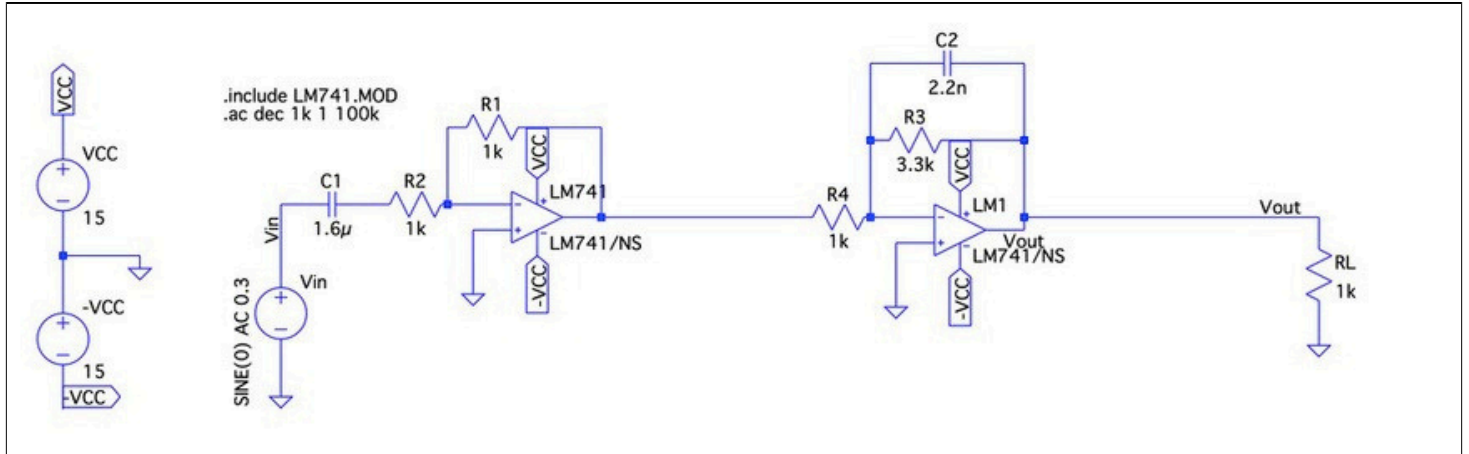 VCC
VCC
15
-VCC
15
-VCC
.include LM741.MOD
.ac dec 1k 1 100k
Vin
Vin
SINE(0) AC 0.3
C1
1.6µ
R2
1k
R1
1k
VCC
LM741
LM741/NS
-VCC
R4
1k
C2
2.2n
R3
3.3k
VCC
LM1
Vout
LM741/NS
-VCC
Vout
RL
1k